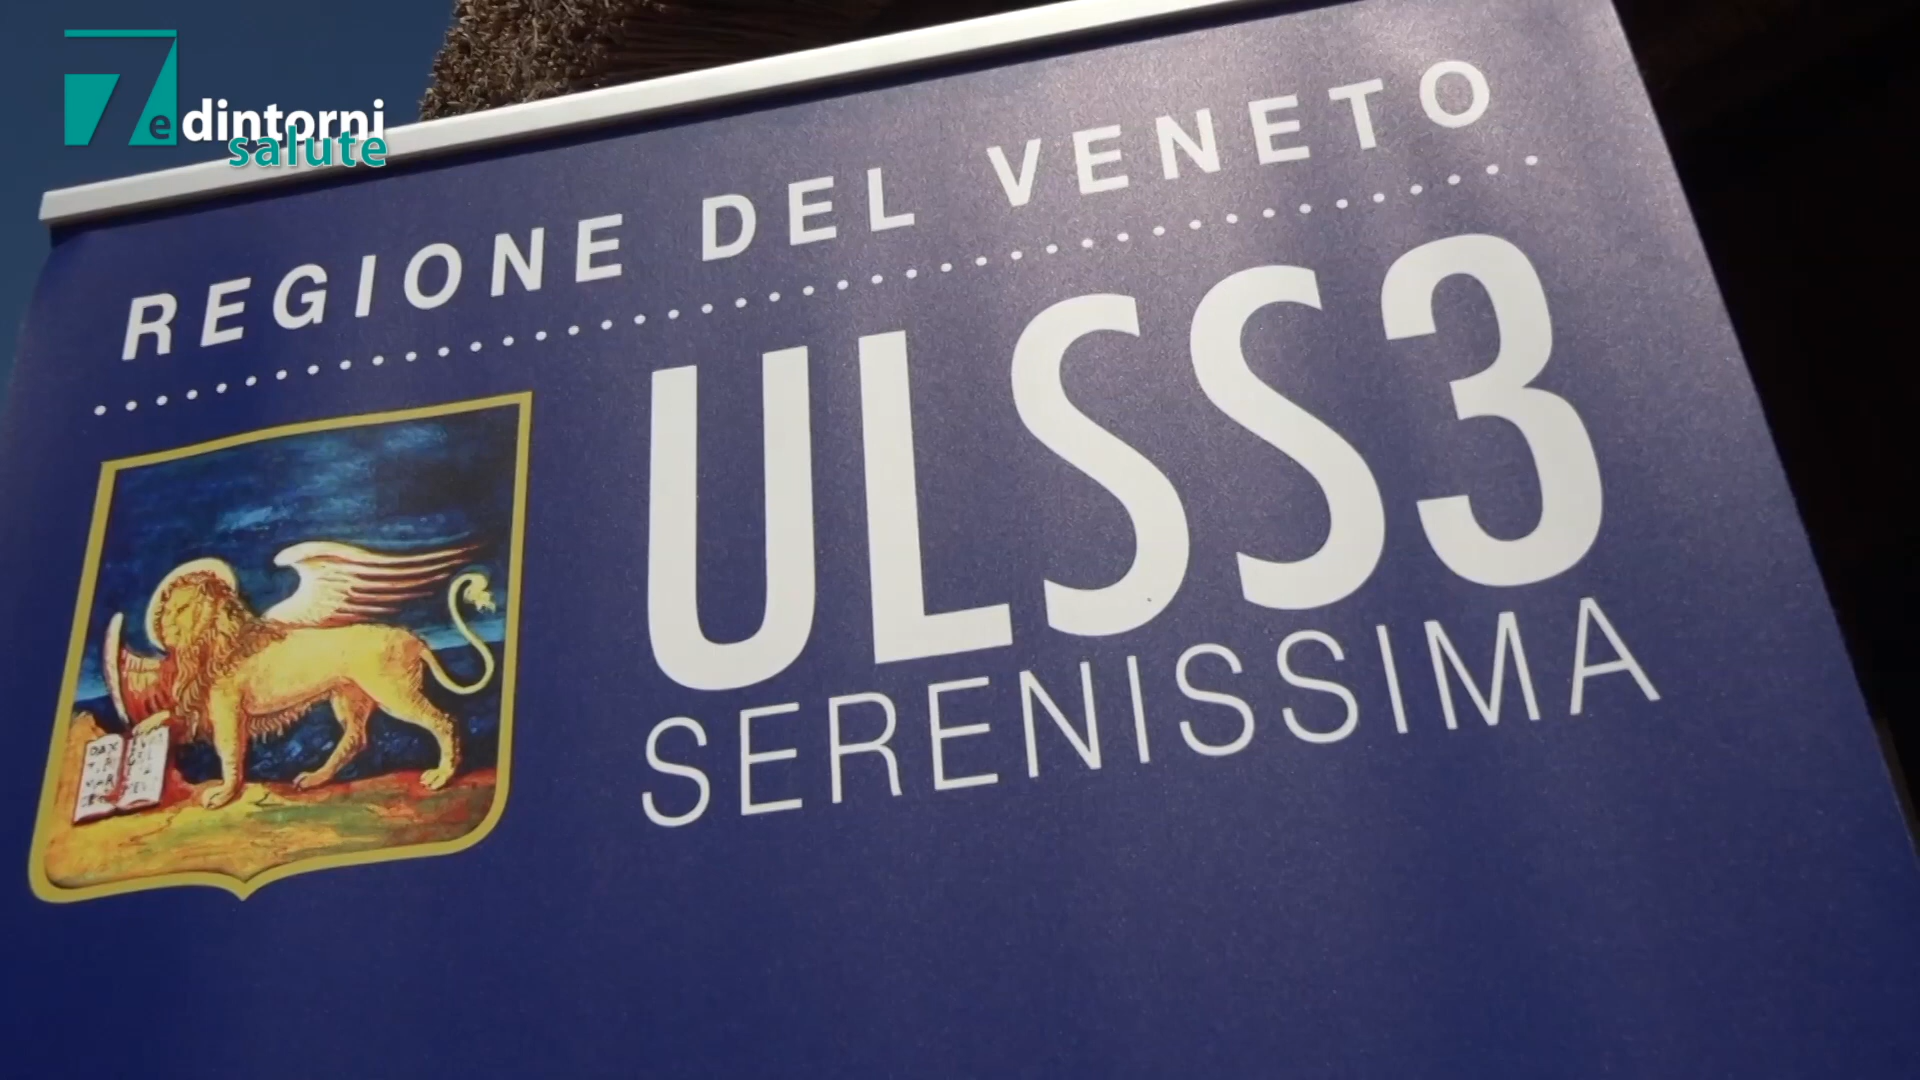 7 e dintorni
salute
REGIONE DEL VENETO
ULSS3
SERENISSIMA